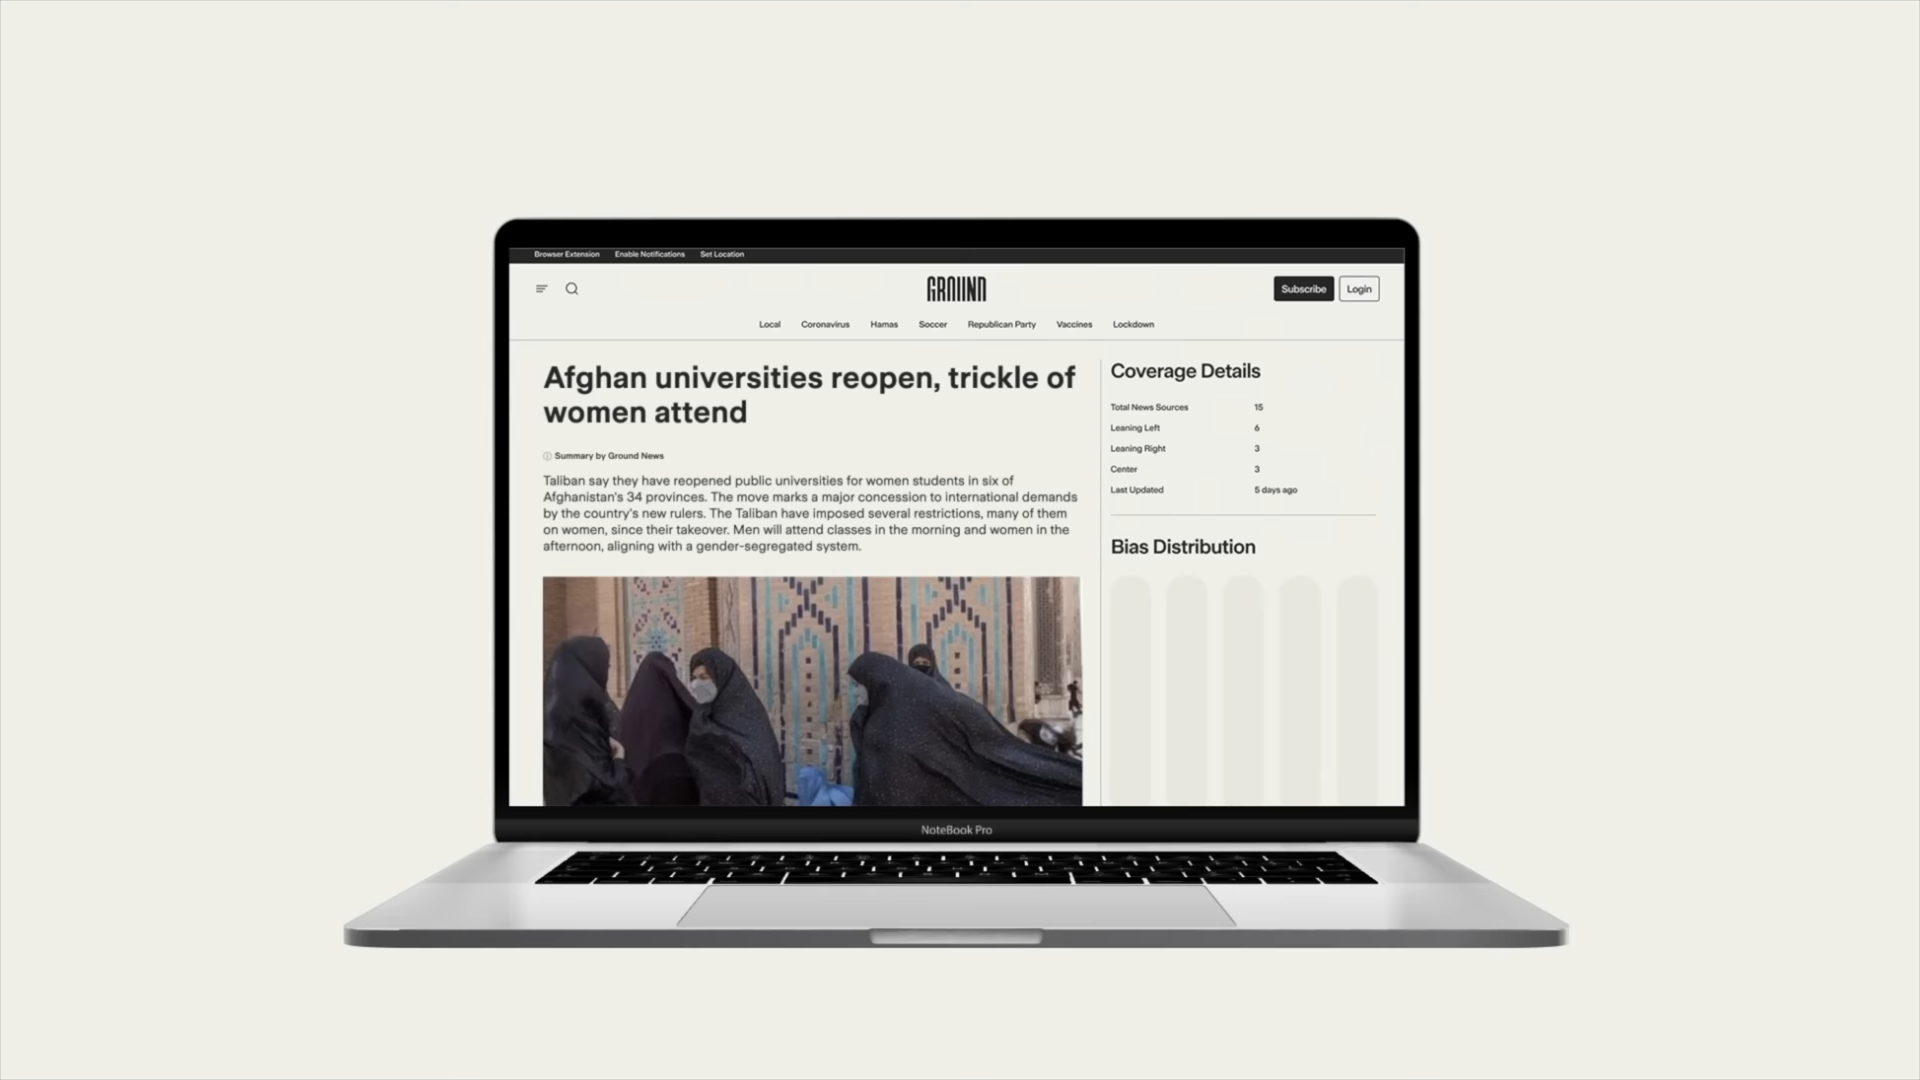 Browser Extension Enable Notifications Set Location
GROUND
Subscribe Login
Local Coronavirus Hamas Soccer Republican Party Vaccines Lockdown
Afghan universities reopen, trickle of
women attend
Summary by Ground News
Taliban say they have reopened public universities for women students in six of
Afghanistan's 34 provinces. The move marks a major concession to international demands
by the country's new rulers. The Taliban have imposed several restrictions, many of them
on women, since their takeover. Men will attend classes in the morning and women in the
afternoon, aligning with a gender-segregated system.
Coverage Details
Total News Sources 15
Leaning Left 6
Leaning Right 3
Center 3
Last Updated 5 days ago
Bias Distribution
NoteBook Pro